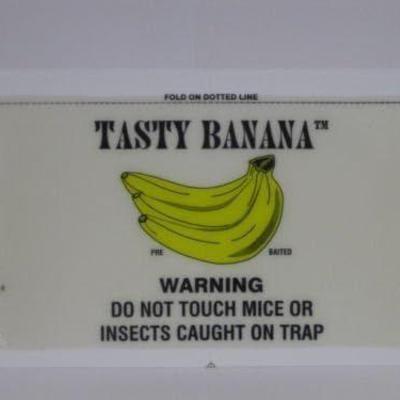 FOLD ON DOTTED LINE
TASTY BANANA™
PRE BAITED
WARNING
DO NOT TOUCH MICE OR
INSECTS CAUGHT ON TRAP